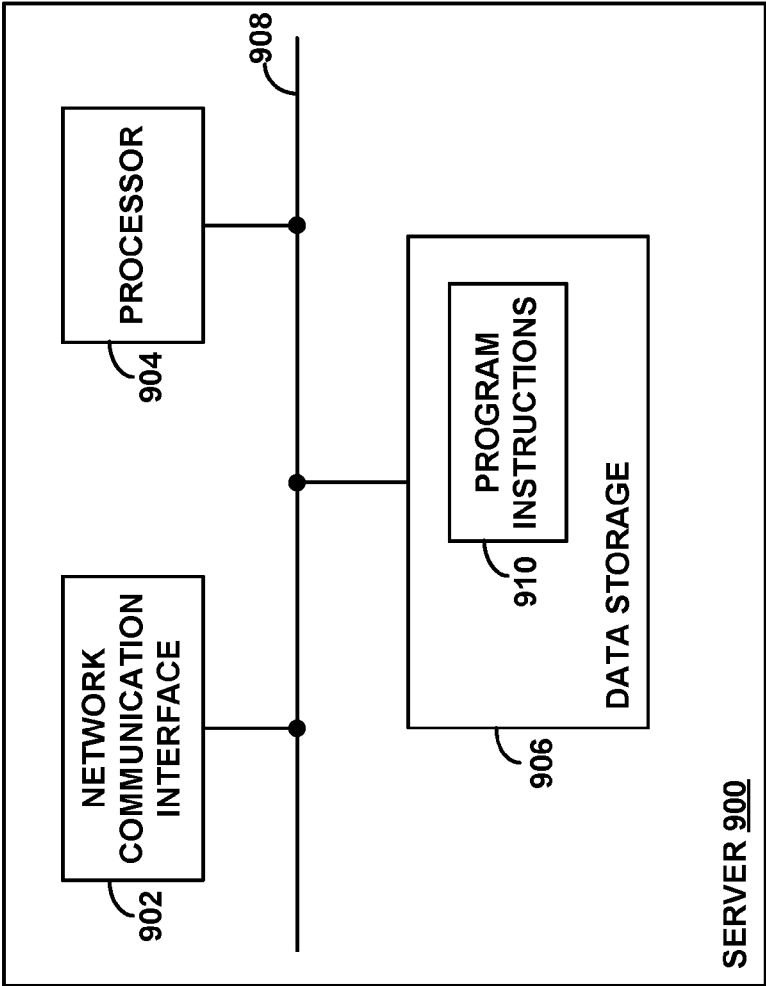 NETWORK
COMMUNICATION
INTERFACE
902
PROCESSOR
904
908
PROGRAM
INSTRUCTIONS
910
DATA STORAGE
906
SERVER 900